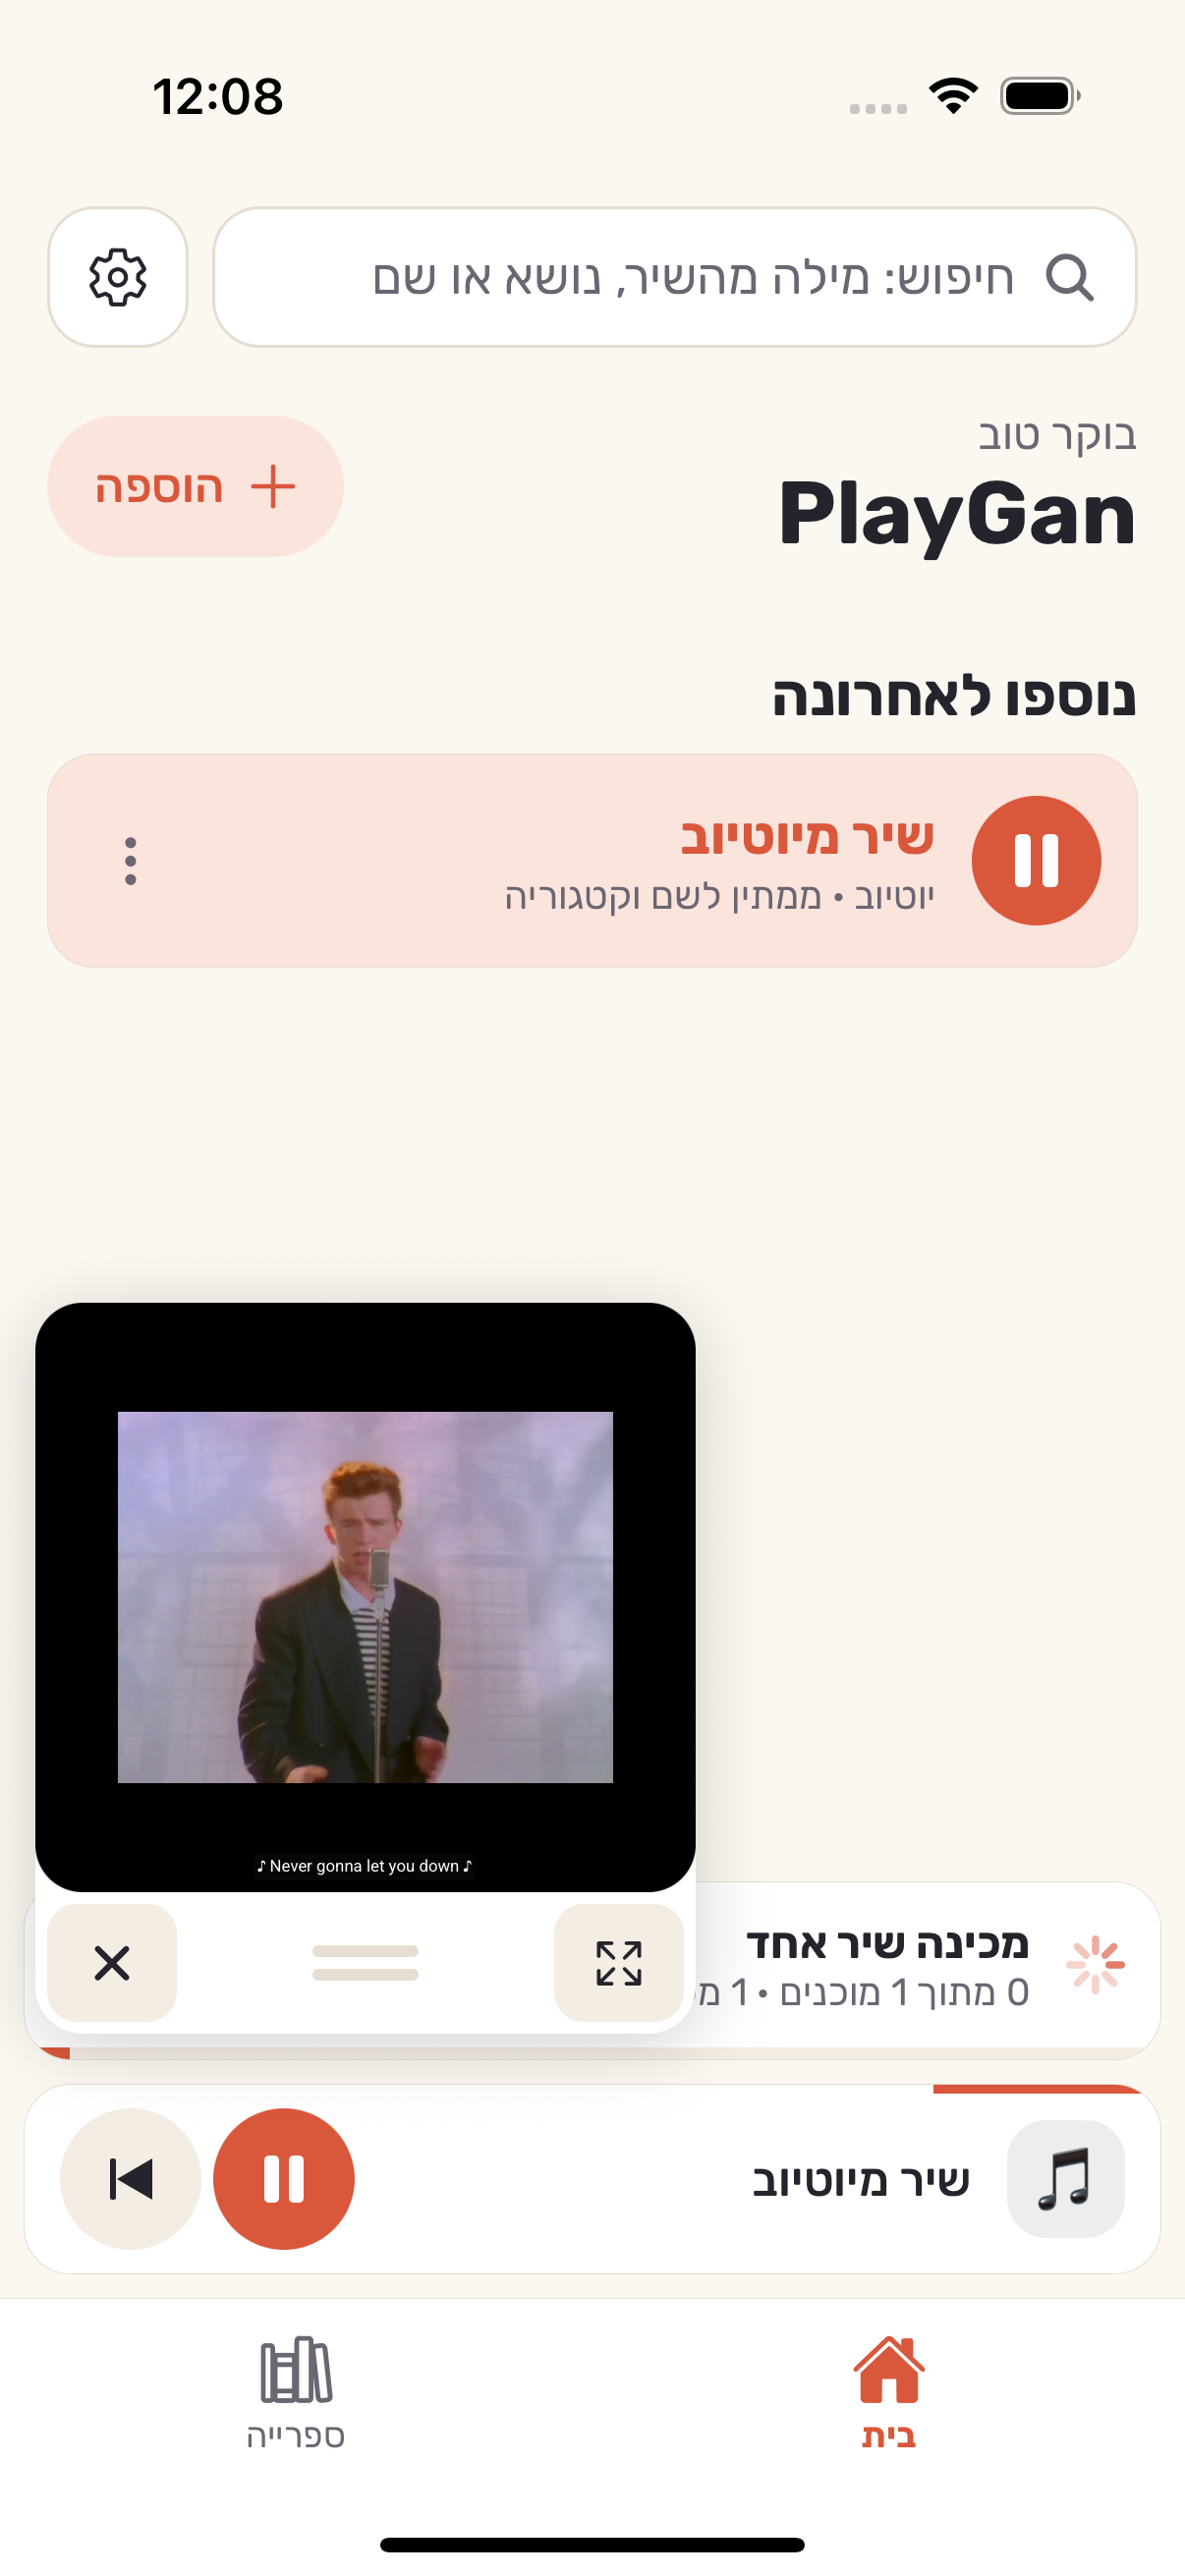 12:08
חיפוש: מילה מהשיר, נושא או שם
בוקר טוב
PlayGan
הוספה
נוספו לאחרונה
שיר מיוטיוב
יוטיוב • ממתין לשם וקטגוריה
♪ Never gonna let you down ♪
מכינה שיר אחד
0 מתוך 1 מוכנים • 1
שיר מיוטיוב
בית
ספרייה